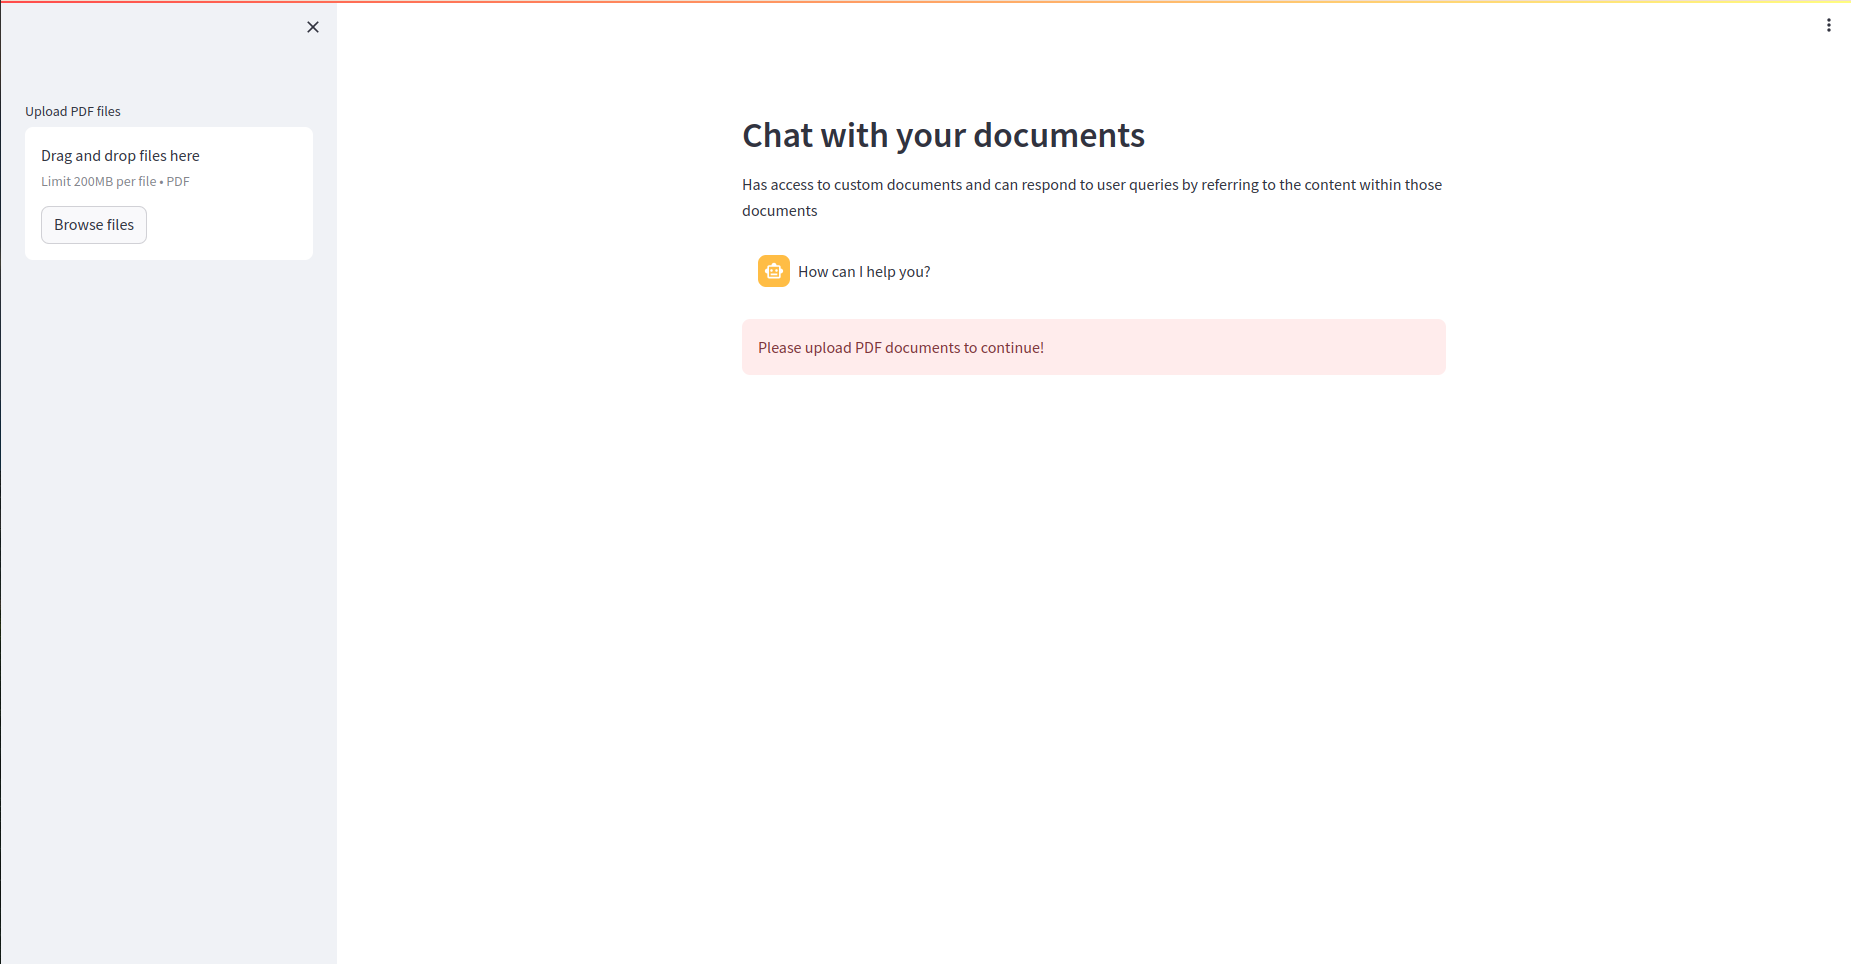 Upload PDF files
Drag and drop files here
Limit 200MB per file • PDF
Browse files
Chat with your documents
Has access to custom documents and can respond to user queries by referring to the content within those
documents
How can I help you?
Please upload PDF documents to continue!